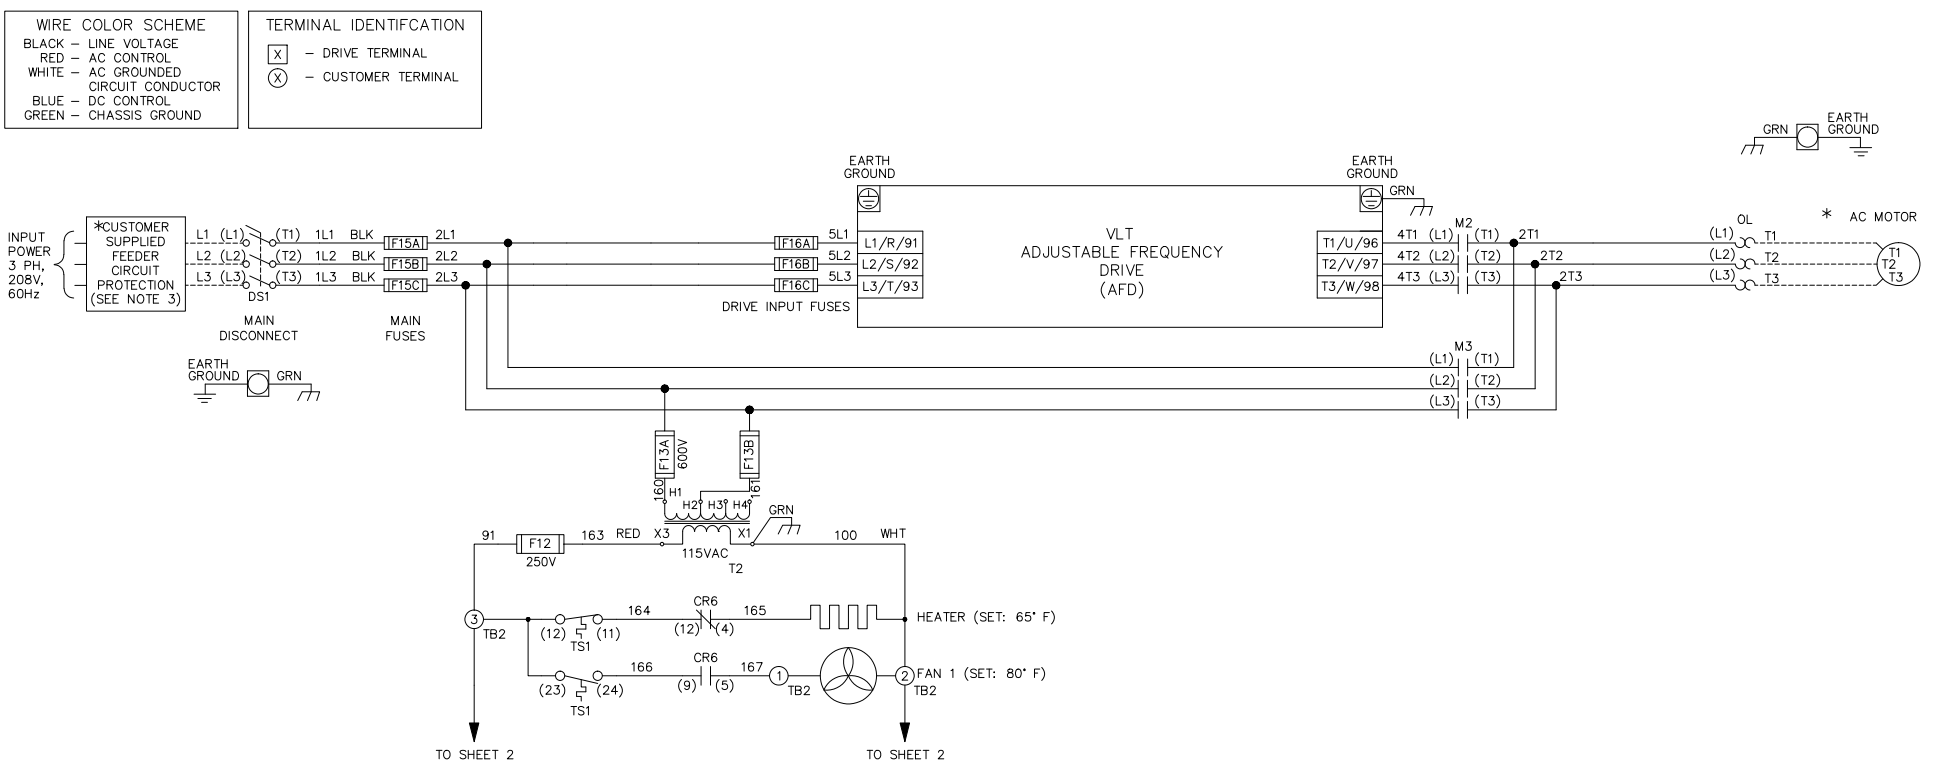 WIRE COLOR SCHEME
BLACK – LINE VOLTAGE
RED – AC CONTROL
WHITE – AC GROUNDED
CIRCUIT CONDUCTOR
BLUE – DC CONTROL
GREEN – CHASSIS GROUND
TERMINAL IDENTIFCATION
X – DRIVE TERMINAL
X – CUSTOMER TERMINAL
INPUT
POWER
3 PH,
208V,
60Hz
*CUSTOMER
SUPPLIED
FEEDER
CIRCUIT
PROTECTION
(SEE NOTE 3)
L1 (L1) (T1) 1L1 BLK F15A 2L1
L2 (L2) (T2) 1L2 BLK F15B 2L2
L3 (L3) (T3) 1L3 BLK F15C 2L3
DS1
MAIN
DISCONNECT
MAIN
FUSES
EARTH
GROUND GRN
F16A 5L1
F16B 5L2
F16C 5L3
DRIVE INPUT FUSES
EARTH
GROUND
L1/R/91
L2/S/92
L3/T/93
VLT
ADJUSTABLE FREQUENCY
DRIVE
(AFD)
EARTH
GROUND
GRN
T1/U/96
T2/V/97
T3/W/98
M2
4T1 (L1) (T1) 2T1
4T2 (L2) (T2) 2T2
4T3 (L3) (T3) 2T3
M3
(L1) (T1)
(L2) (T2)
(L3) (T3)
GRN
EARTH
GROUND
OL
(L1) T1
(L2) T2
(L3) T3
* AC MOTOR
T1
T2
T3
F13A
600V
F13B
160
161
H1
H2 H3 H4
GRN
91 F12 163 RED X3 X1 100 WHT
250V
115VAC
T2
3
TB2
(12) (11)
TS1
164
CR6
(12) (4)
165
HEATER (SET: 65° F)
(23) (24)
TS1
166
CR6
(9) (5)
167
1
TB2
2
TB2
FAN 1 (SET: 80° F)
TO SHEET 2
TO SHEET 2